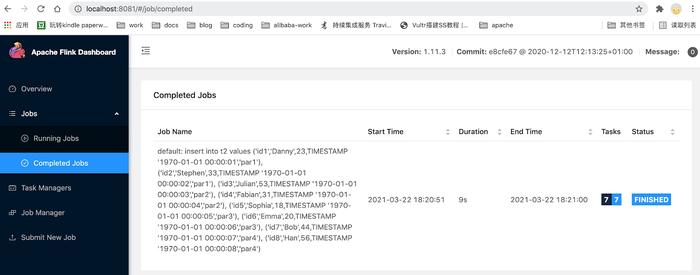 localhost:8081/#/job/completed
应用 玩转kindle paperw... work docs blog coding alibaba-work 持续集成服务 Travi... Vultr搭建SS教程 |... apache 其他书签 阅读列表
Apache Flink Dashboard
Version: 1.11.3 Commit: e8cfe67 @ 2020-12-12T12:13:25+01:00 Message: 0
Overview
Jobs
Running Jobs
Completed Jobs
Task Managers
Job Manager
Submit New Job
Completed Jobs
Job Name Start Time Duration End Time Tasks Status
default: insert into t2 values ('id1','Danny',23,TIMESTAMP
'1970-01-01 00:00:01','par1'),
('id2','Stephen',33,TIMESTAMP '1970-01-01
00:00:02','par1'), ('id3','Julian',53,TIMESTAMP '1970-01-01
00:00:03','par2'), ('id4','Fabian',31,TIMESTAMP '1970-01-
01 00:00:04','par2'), ('id5','Sophia',18,TIMESTAMP '1970-
01-01 00:00:05','par3'), ('id6','Emma',20,TIMESTAMP
'1970-01-01 00:00:06','par3'), ('id7','Bob',44,TIMESTAMP
'1970-01-01 00:00:07','par4'), ('id8','Han',56,TIMESTAMP
'1970-01-01 00:00:08','par4')
2021-03-22 18:20:51 9s 2021-03-22 18:21:00 7 7 FINISHED